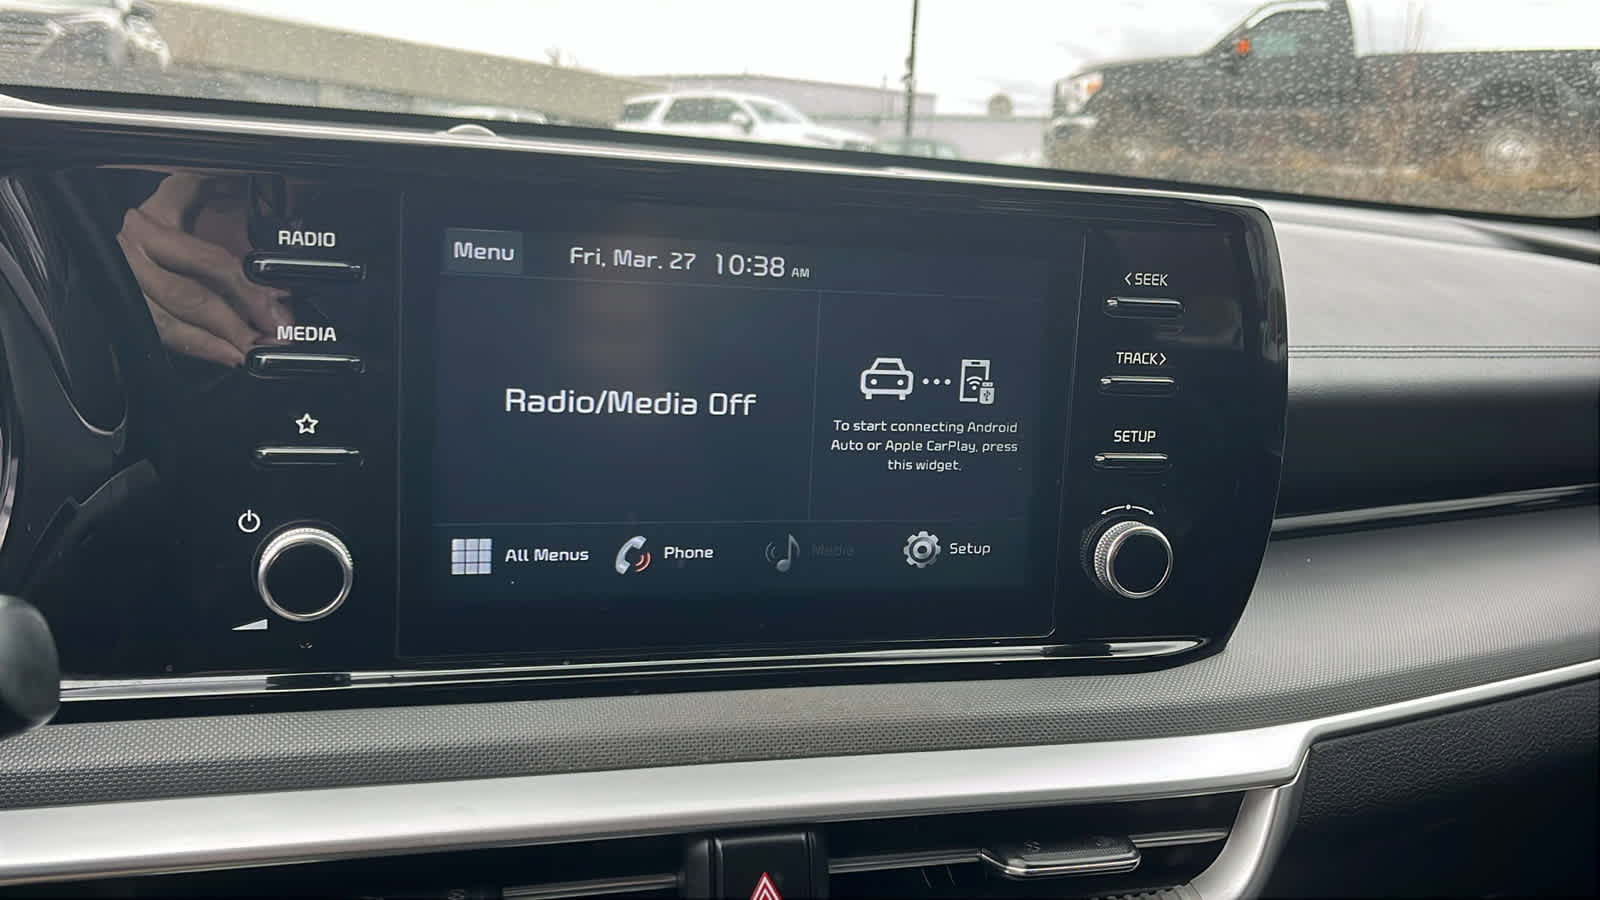 RADIO
MEDIA
Menu
Fri, Mar. 27 10:38 AM
Radio/Media Off
To start connecting Android
Auto or Apple CarPlay, press
this widget.
All Menus
Phone
Media
Setup
<SEEK
TRACK>
SETUP